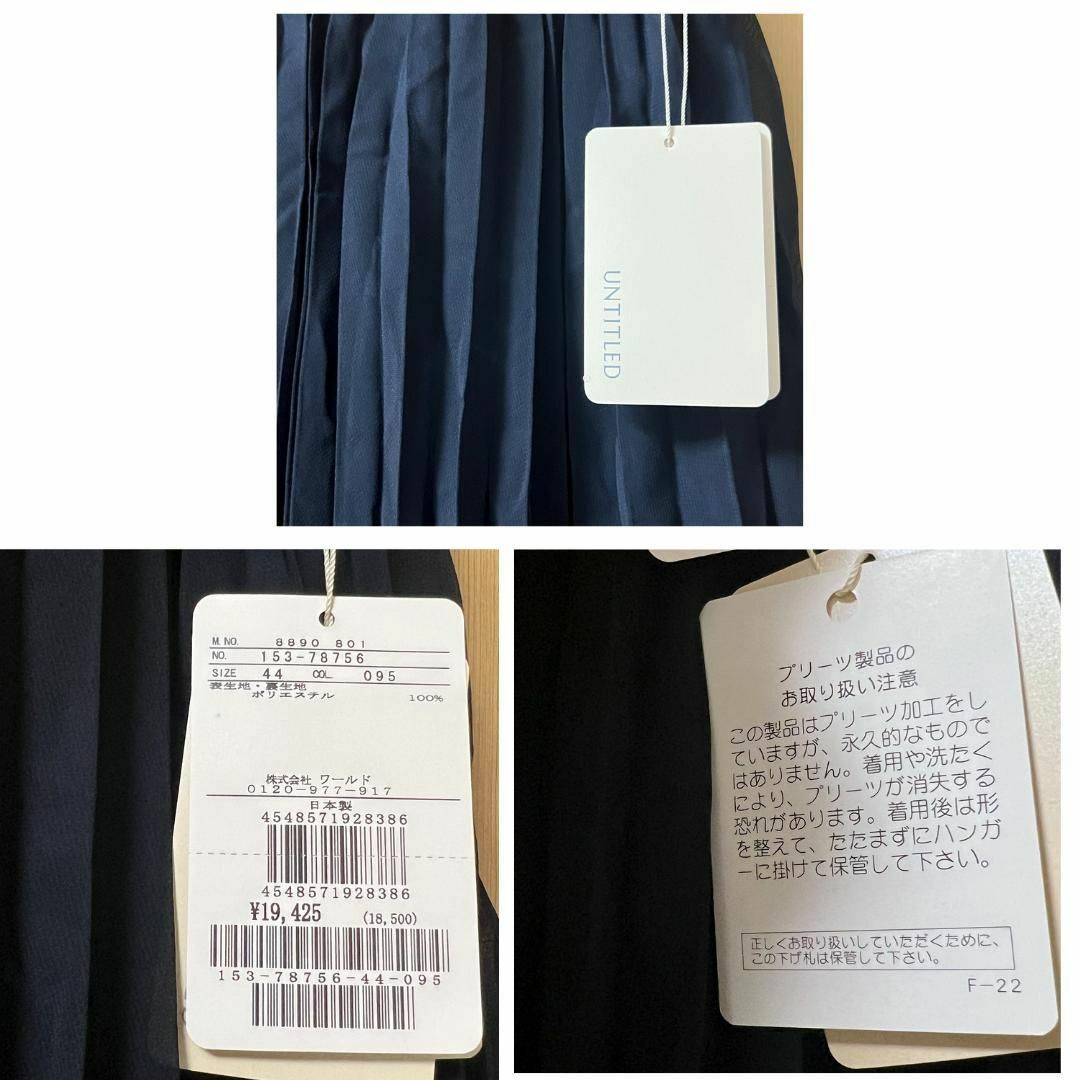 UNTITLED
M.NO. 8890 801
NO. 153-78756
SIZE 44 COL 095
表生地・裏生地
ポリエステル 100%
株式会社 ワールド
0120-977-917
日本製
4548571928386
4548571928386
¥19,425 (18,500)
153-78756-44-095
プリーツ製品の
お取り扱い注意
この製品はプリーツ加工をし
ていますが、永久的なもので
はありません。着用や洗たく
により、プリーツが消失する
恐れがあります。着用後は形
を整えて、たたまずにハンガ
ーに掛けて保管して下さい。
正しくお取り扱いしていただくために、
この下げ札は保管して下さい。
F-22